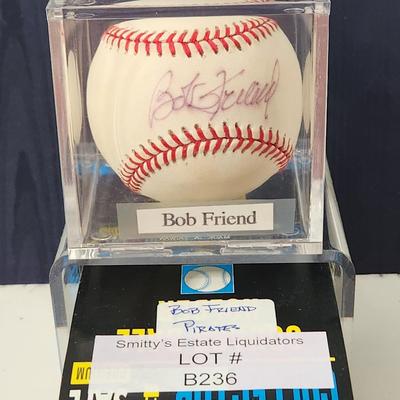 Bob Friend
Bob Friend
BOB FRIEND
PIRATES
Smitty's Estate Liquidators
LOT #
B236